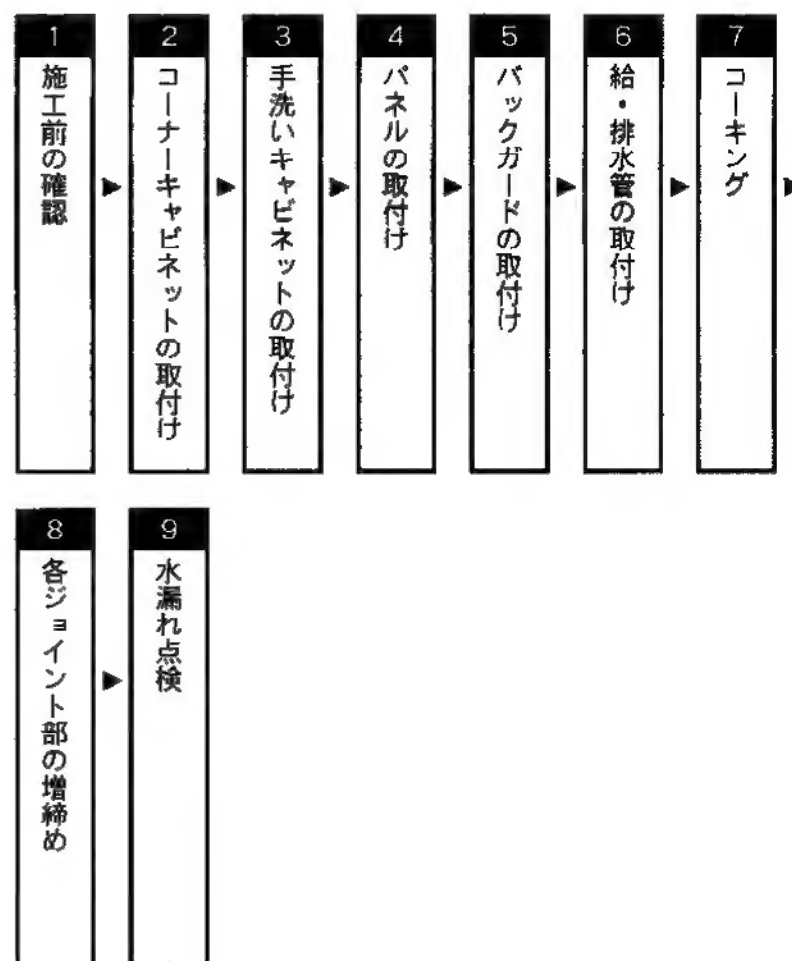 1
施工前の確認
2
コーナーキャビネットの取付け
3
手洗いキャビネットの取付け
4
パネルの取付け
5
バックガードの取付け
6
給・排水管の取付け
7
コーキング
8
各ジョイント部の増締め
9
水漏れ点検